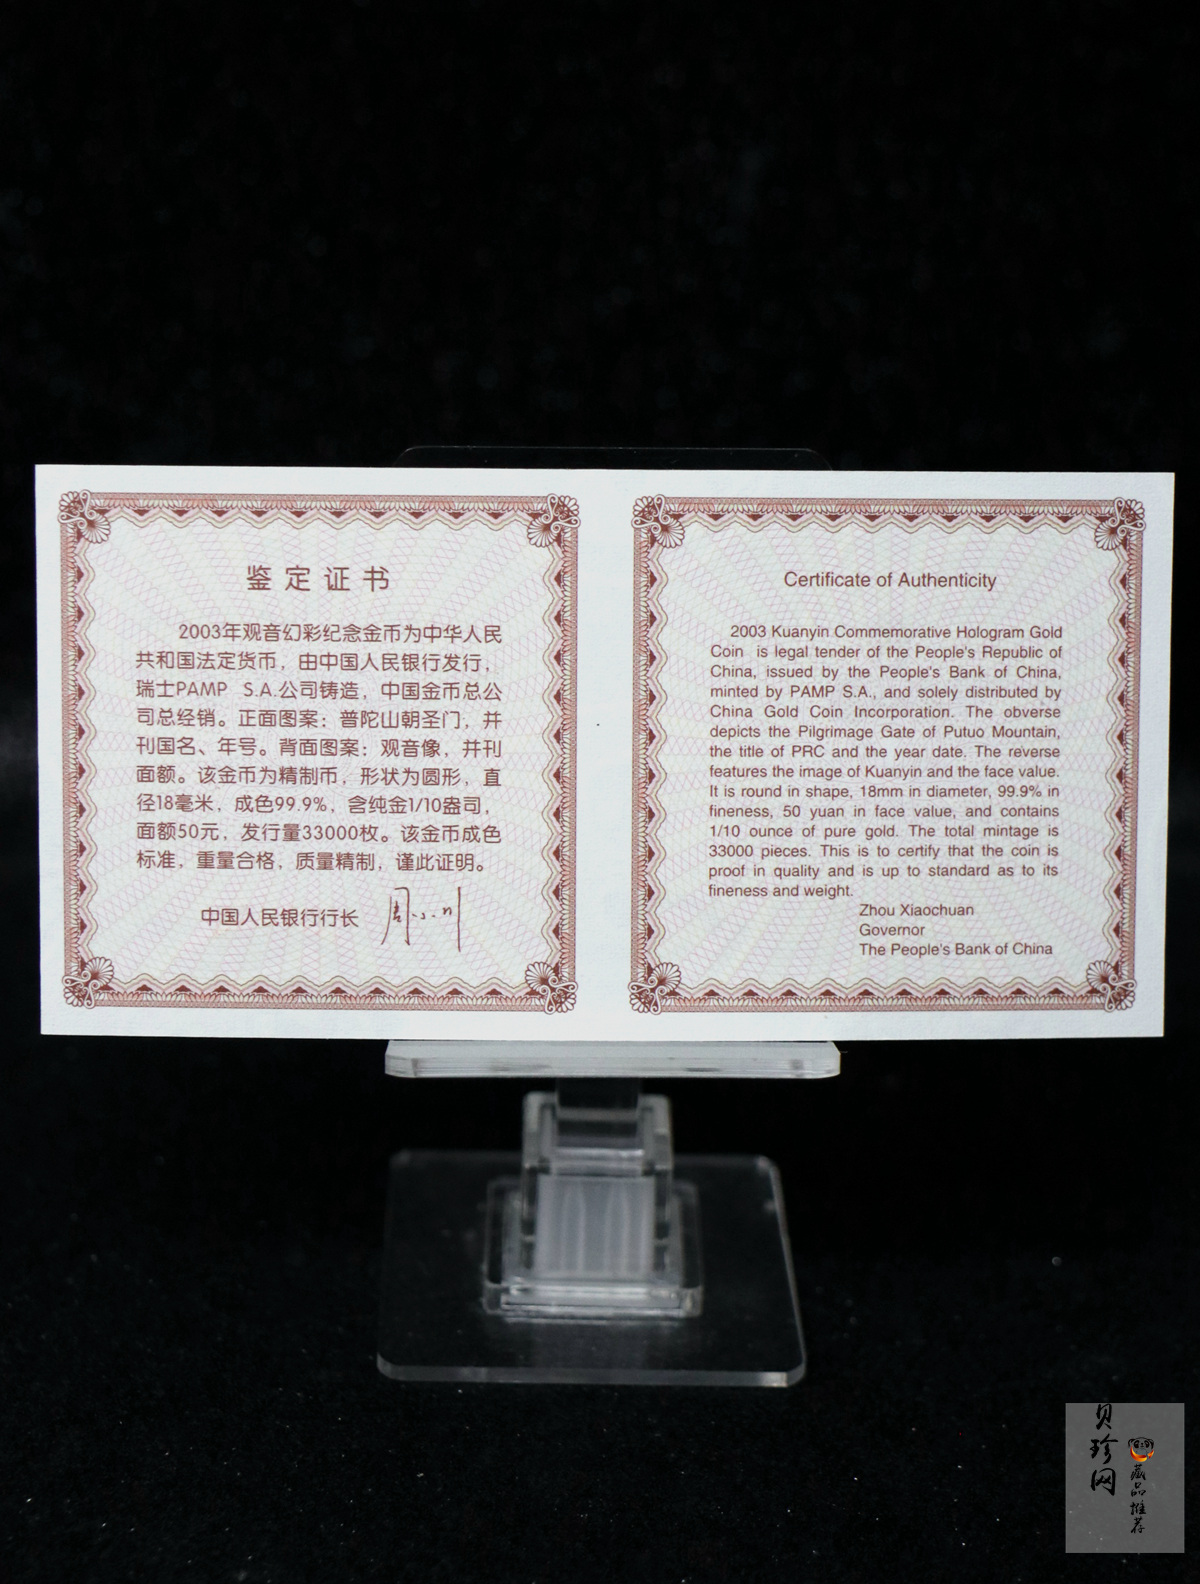 鉴定证书
2003年观音幻彩纪念金币为中华人民
共和国法定货币，由中国人民银行发行，
瑞士PAMP S.A.公司铸造，中国金币总公
司总经销。正面图案：普陀山朝圣门，并
刊国名、年号。背面图案：观音像，并刊
面额。该金币为精制币，形状为圆形，直
径18毫米，成色99.9%，含纯金1/10盎司，
面额50元，发行量33000枚。该金币成色
标准，重量合格，质量精制，谨此证明。
中国人民银行行长 周小川
Certificate of Authenticity
2003 Kuanyin Commemorative Hologram Gold
Coin is legal tender of the People's Republic of
China, issued by the People's Bank of China,
minted by PAMP S.A., and solely distributed by
China Gold Coin Incorporation. The obverse
depicts the Pilgrimage Gate of Putuo Mountain,
the title of PRC and the year date. The reverse
features the image of Kuanyin and the face value.
It is round in shape, 18mm in diameter, 99.9% in
fineness, 50 yuan in face value, and contains
1/10 ounce of pure gold. The total mintage is
33000 pieces. This is to certify that the coin is
proof in quality and is up to standard as to its
fineness and weight.
Zhou Xiaochuan
Governor
The People's Bank of China
贝珍网
藏品推荐